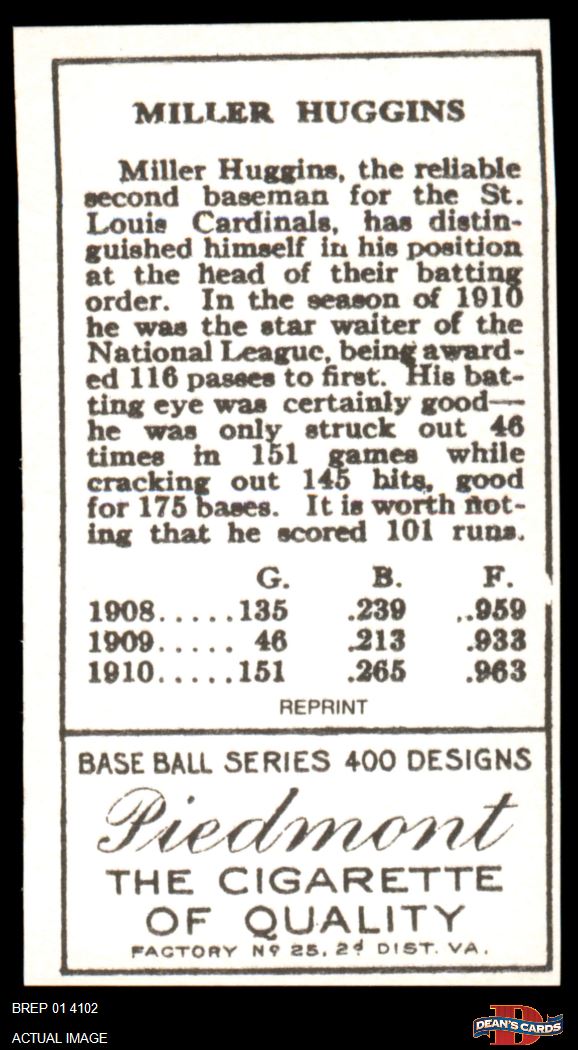 MILLER HUGGINS
Miller Huggins, the reliable
second baseman for the St.
Louis Cardinals, has distin-
guished himself in his position
at the head of their batting
order. In the season of 1910
he was the star waiter of the
National League, being award-
ed 116 passes to first. His bat-
ting eye was certainly good—
he was only struck out 46
times in 151 games while
cracking out 145 hits, good
for 175 bases. It is worth not-
ing that he scored 101 runs.
G. B. F.
1908.....135 .239 ..959
1909..... 46 .213 .933
1910.....151 .265 .963
REPRINT
BASE BALL SERIES 400 DESIGNS
Piedmont
THE CIGARETTE
OF QUALITY
FACTORY Nº 25, 2d DIST. VA.
BREP 01 4102
ACTUAL IMAGE
D
DEAN'S CARDS